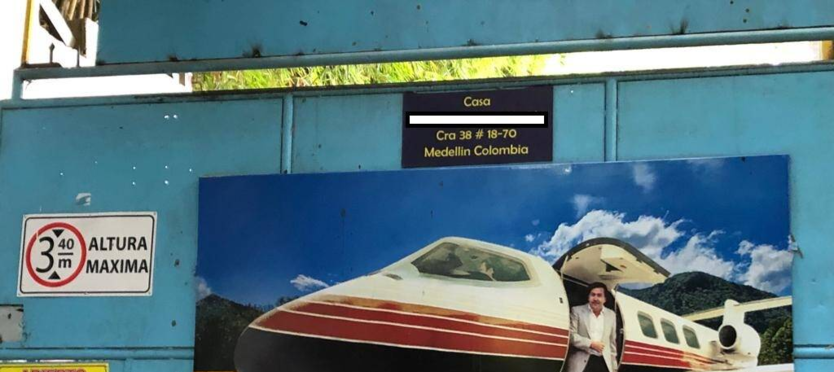 Casa
Cra 38 # 18-70
Medellin Colombia
3 40 m
ALTURA
MAXIMA